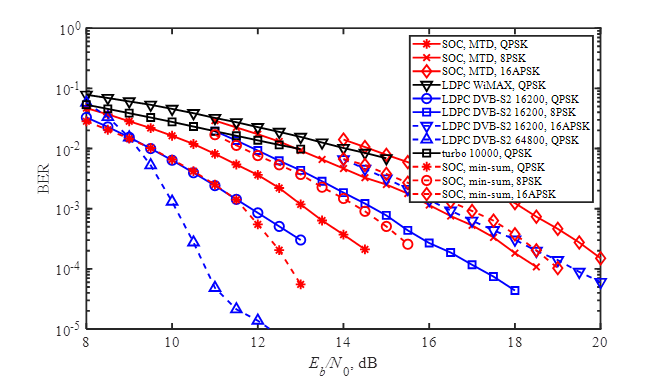 10^0
10^-1
10^-2
10^-3
10^-4
10^-5
BER
8 10 12 14 16 18 20
E_b/N_0, dB
SOC, MTD, QPSK
SOC, MTD, 8PSK
SOC, MTD, 16APSK
LDPC WiMAX, QPSK
LDPC DVB-S2 16200, QPSK
LDPC DVB-S2 16200, 8PSK
LDPC DVB-S2 16200, 16APSK
LDPC DVB-S2 64800, QPSK
turbo 10000, QPSK
SOC, min-sum, QPSK
SOC, min-sum, 8PSK
SOC, min-sum, 16APSK